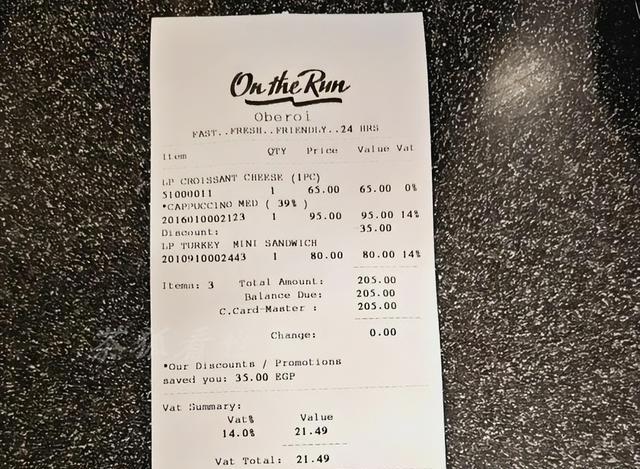 On the Run
Oberoi
FAST..FRESH..FRIENDLY..24 HRS
Item QTY Price Value Vat
LP CROISSANT CHEESE (1PC)
51000011 1 65.00 65.00 0%
*CAPPUCCINO MED ( 39% )
2016010002123 1 95.00 95.00 14%
Discount: -35.00
LP TURKEY MINI SANDWICH
2010910002443 1 80.00 80.00 14%
Items: 3 Total Amount: 205.00
Balance Due: 205.00
C.Card-Master : 205.00
Change: 0.00
*Our Discounts / Promotions
saved you: 35.00 EGP
Vat Summary:
Vat% Value
14.0% 21.49
Vat Total: 21.49